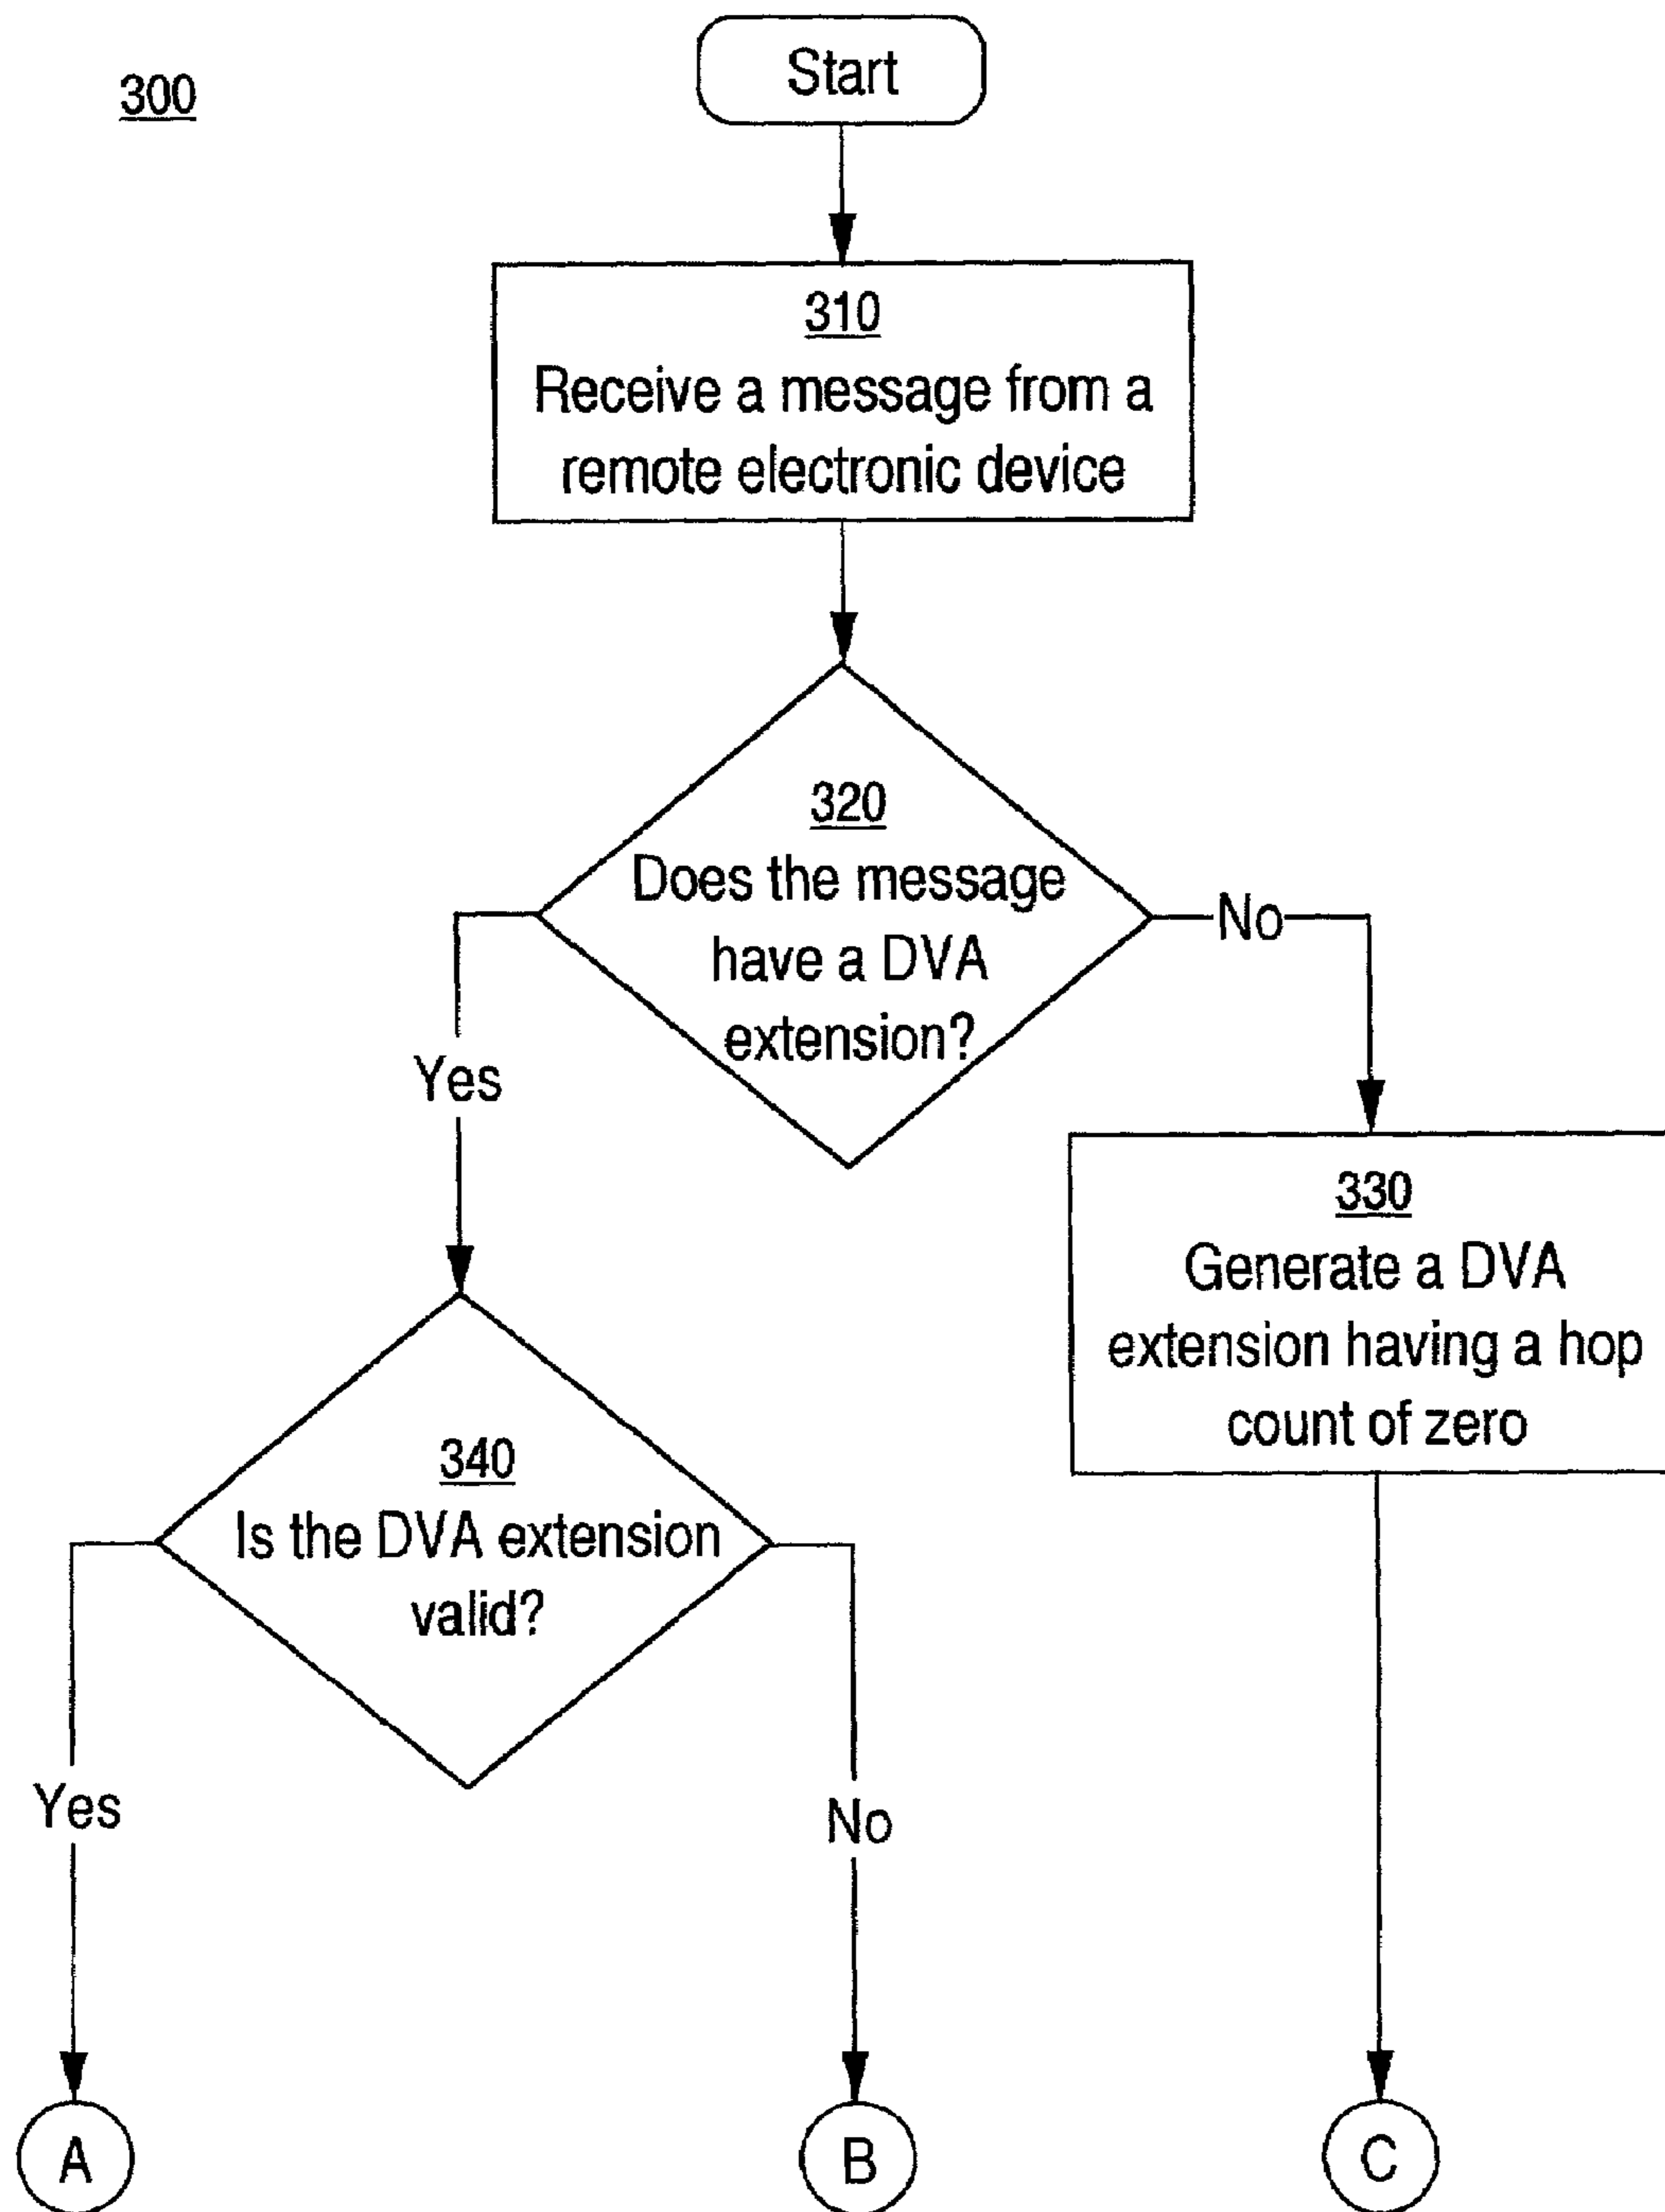 300
Start
310
Receive a message from a
remote electronic device
320
Does the message
have a DVA
extension?
No
Yes
330
Generate a DVA
extension having a hop
count of zero
340
Is the DVA extension
valid?
Yes
No
A
B
C